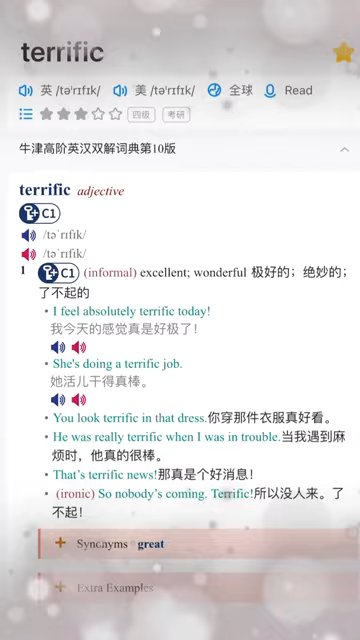 terrific
英 /təˈrɪfɪk/ 美 /təˈrɪfɪk/ 全球 Read
四级 考研
牛津高阶英汉双解词典第10版
terrific adjective
C1
/təˈrɪfɪk/
/təˈrɪfɪk/
1 C1 (informal) excellent; wonderful 极好的；绝妙的；
了不起的
• I feel absolutely terrific today!
我今天的感觉真是好极了！
• She's doing a terrific job.
她活儿干得真棒。
• You look terrific in that dress.你穿那件衣服真好看。
• He was really terrific when I was in trouble.当我遇到麻
烦时，他真的很棒。
• That's terrific news!那真是个好消息！
• (ironic) So nobody's coming. Terrific!所以没人来。了
不起！
+ Synonyms great
+ Extra Examples